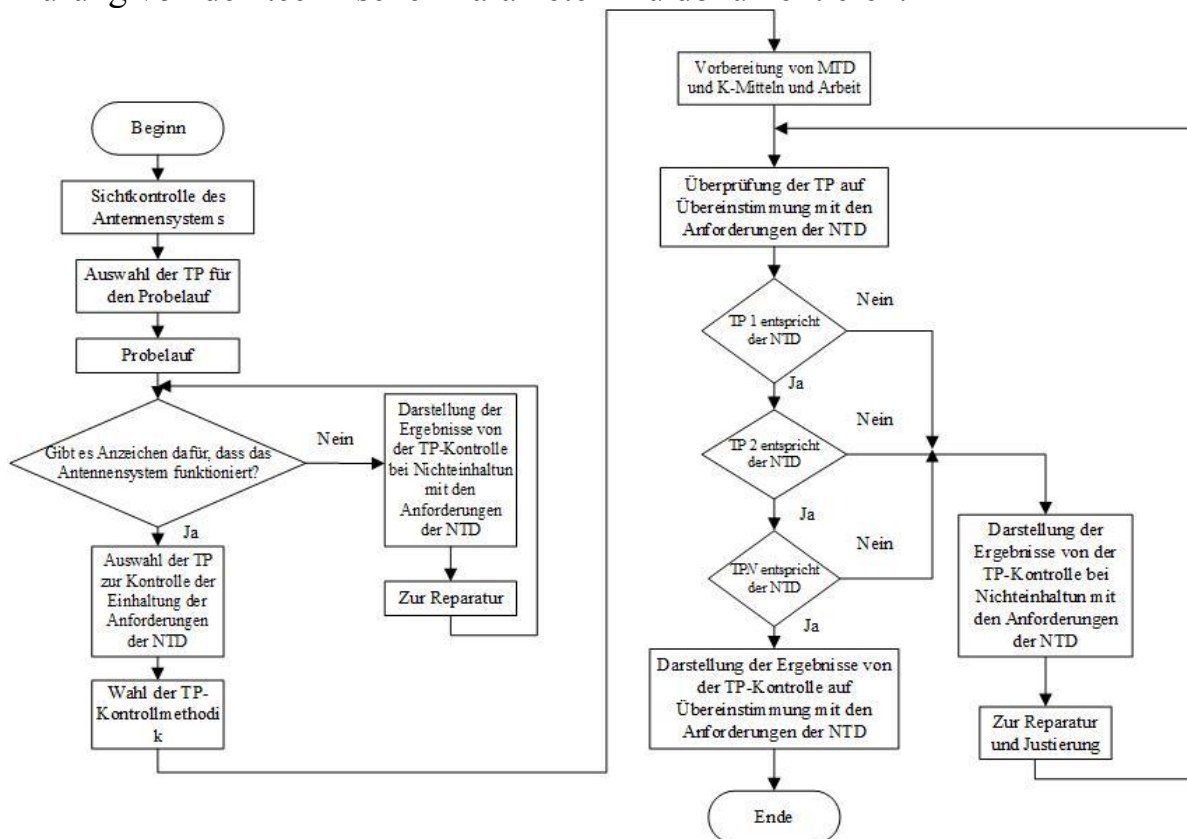 Beginn
Sichtkontrolle des
Antennensystem s
Auswahl der TP für
den Probelauf
Probelauf
Gibt es Anzeichen dafür, dass das
Antennensystem funktioniert?
Nein
Ja
Darstellung der
Ergebnisse von
der TP-Kontrolle
bei Nichteinhaltun
mit den
Anforderungen
der NTD
Zur Reparatur
Auswahl der TP
zur Kontrolle der
Einhaltung der
Anforderungen
der NTD
Wahl der TP-
Kontrollmethodi
k
Vorbereitung von MTD
und K-Mitteln und Arbeit
Überprüfung der TP auf
Übereinstimmung mit den
Anforderungen der NTD
TP 1 entspricht
der NTD
Nein
Ja
TP 2 entspricht
der NTD
Nein
Ja
TPN entspricht
der NTD
Nein
Ja
Darstellung der Ergebnisse von
der TP-Kontrolle auf
Übereinstimmung mit den
Anforderungen der NTD
Ende
Darstellung der
Ergebnisse von der
TP-Kontrolle bei
Nichteinhaltun mit
den Anforderungen
der NTD
Zur Reparatur
und Justierung